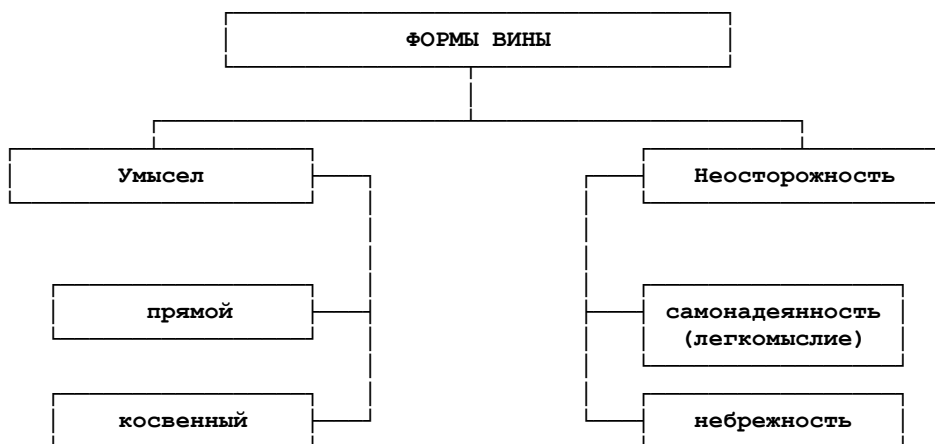 ФОРМЫ ВИНЫ
Умысел
Неосторожность
прямой
самонадеянность
(легкомыслие)
косвенный
небрежность